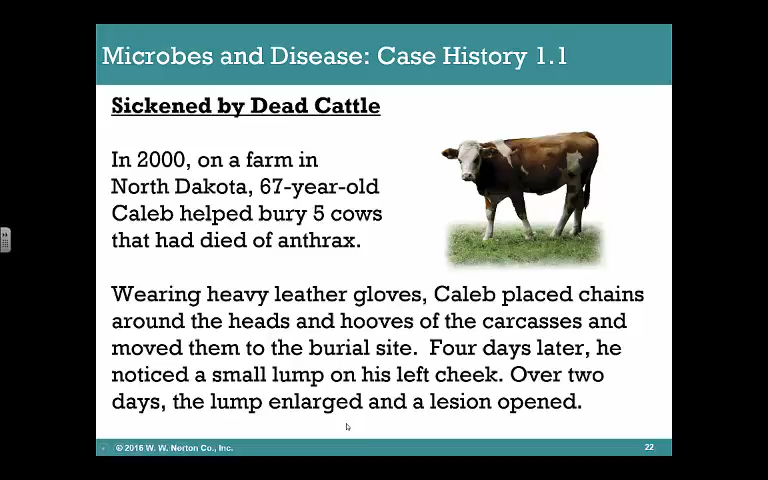 Microbes and Disease: Case History 1.1
Sickened by Dead Cattle
In 2000, on a farm in
North Dakota, 67-year-old
Caleb helped bury 5 cows
that had died of anthrax.
Wearing heavy leather gloves, Caleb placed chains
around the heads and hooves of the carcasses and
moved them to the burial site.  Four days later, he
noticed a small lump on his left cheek. Over two
days, the lump enlarged and a lesion opened.
© 2016 W. W. Norton Co., Inc.
22